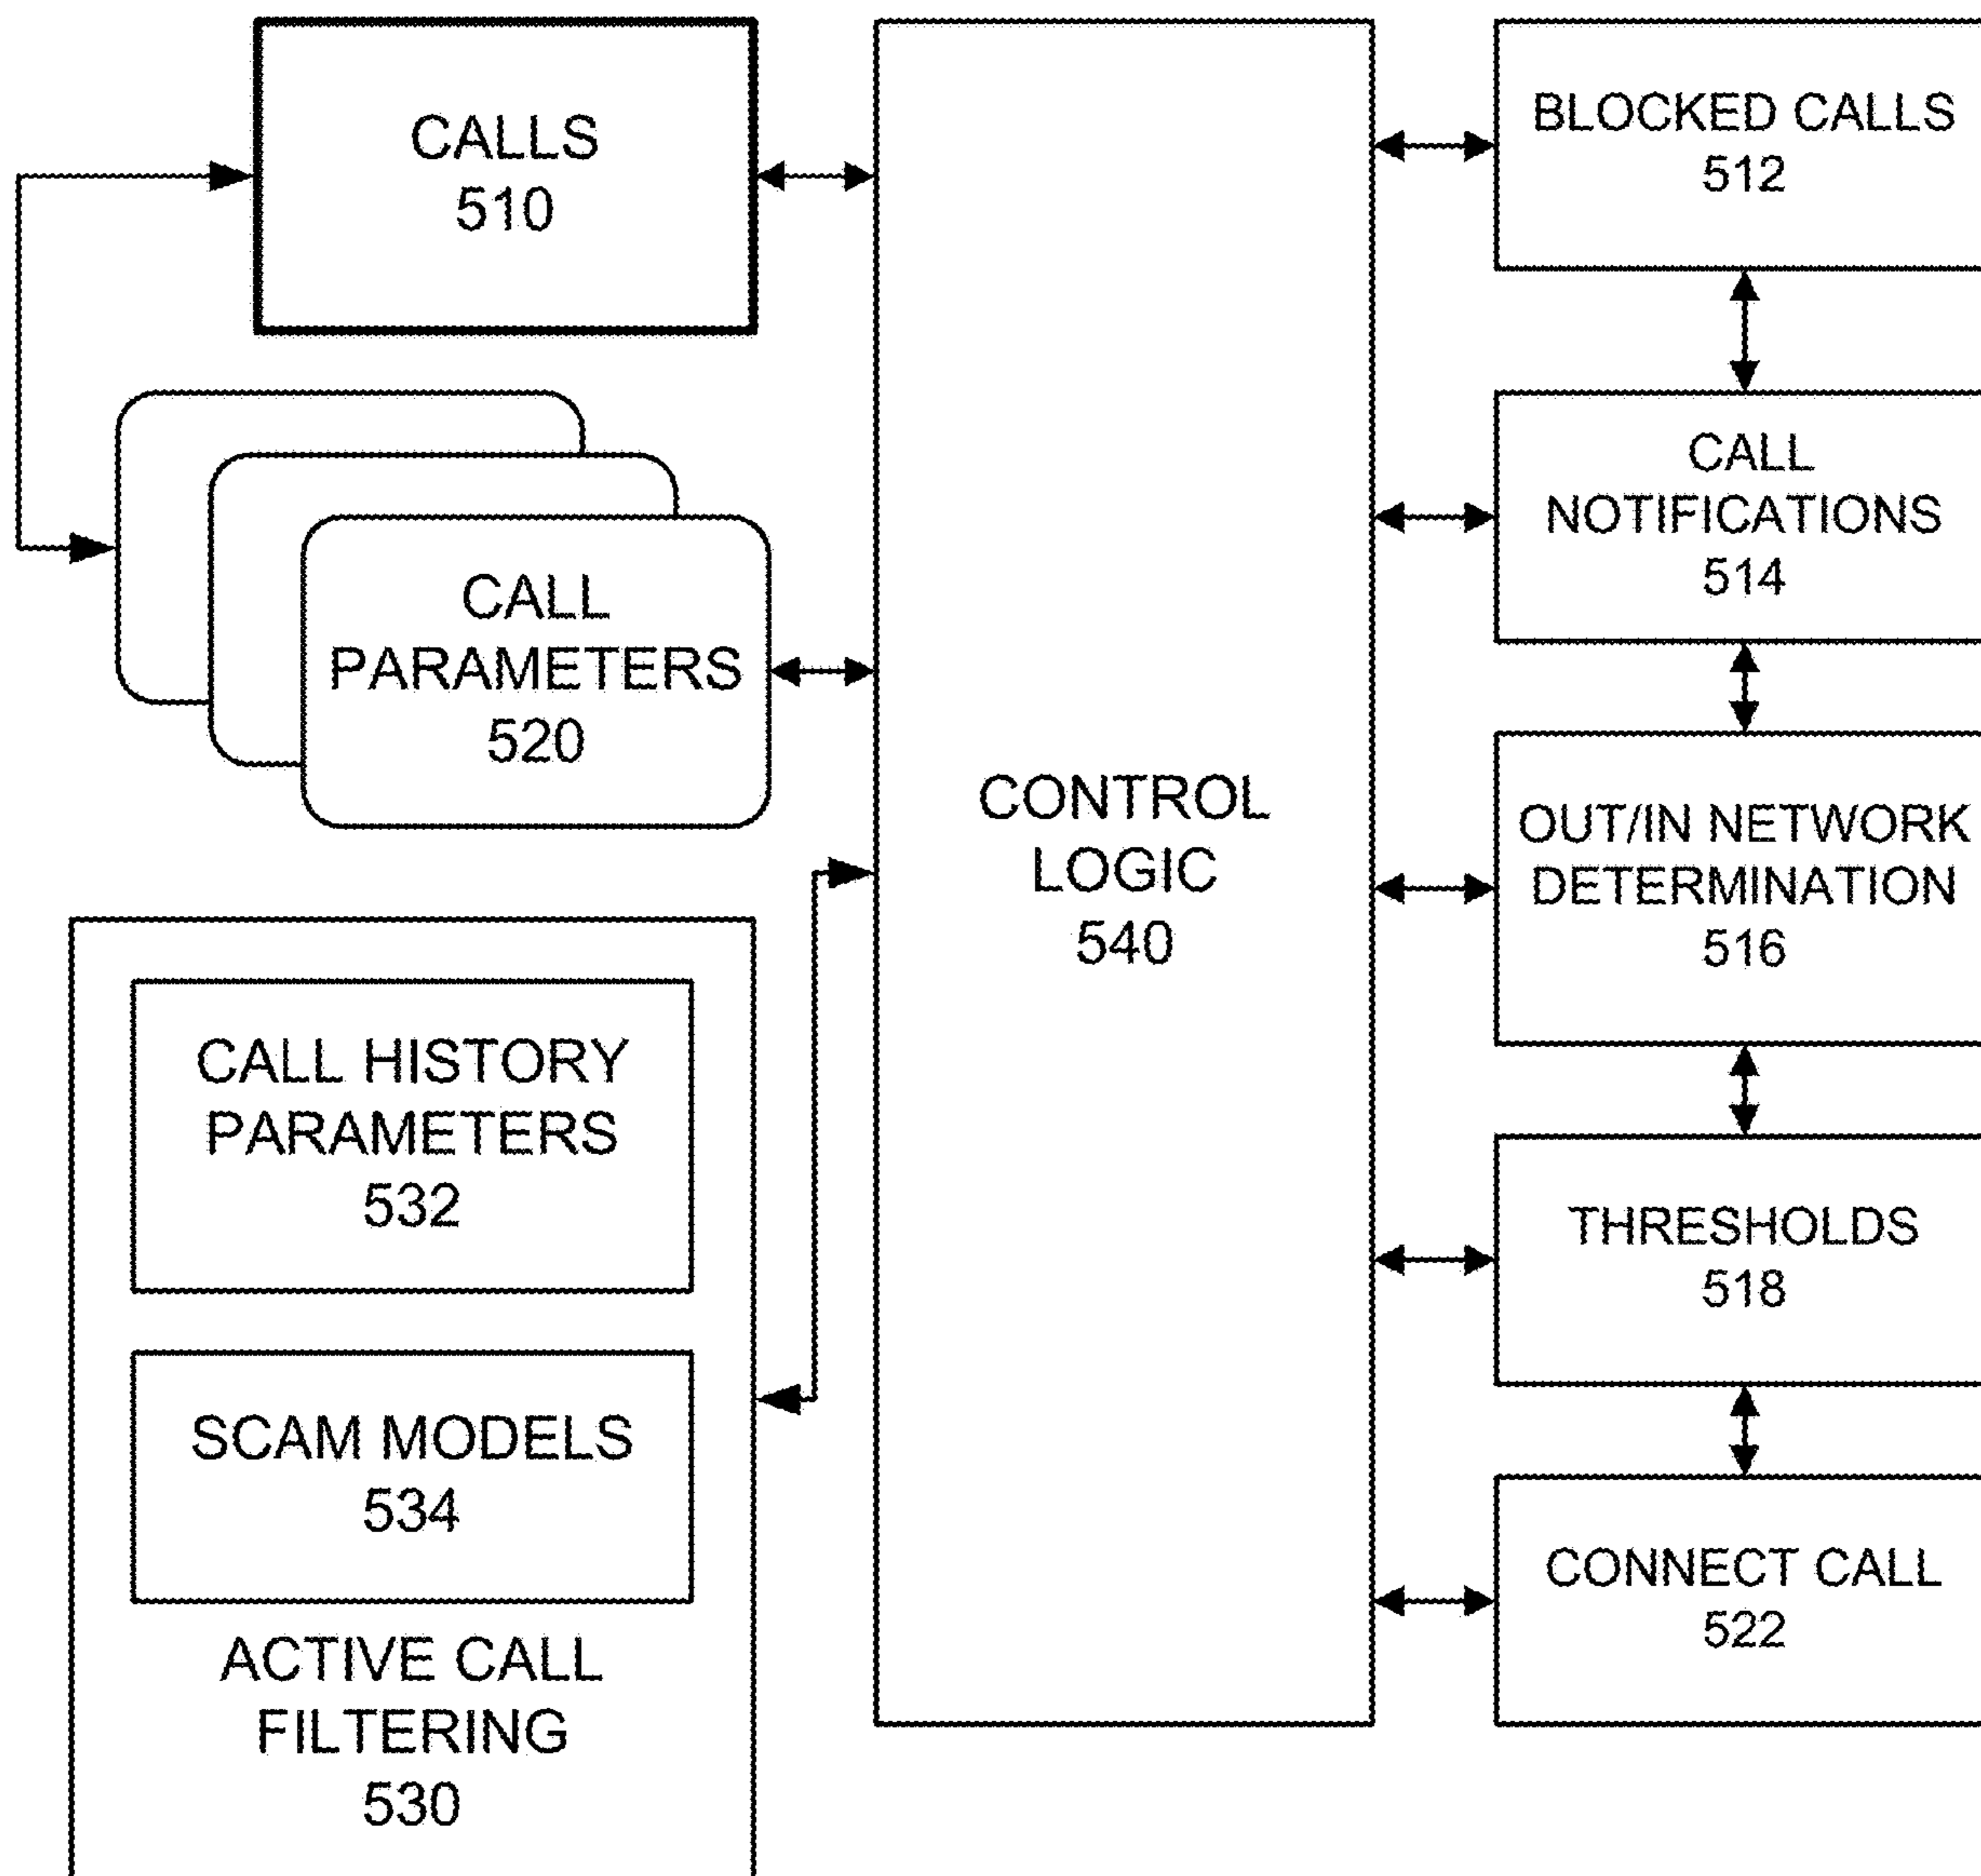 CALLS
510
CALL
PARAMETERS
520
CALL HISTORY
PARAMETERS
532
SCAM MODELS
534
ACTIVE CALL
FILTERING
530
CONTROL
LOGIC
540
BLOCKED CALLS
512
CALL
NOTIFICATIONS
514
OUT/IN NETWORK
DETERMINATION
516
THRESHOLDS
518
CONNECT CALL
522